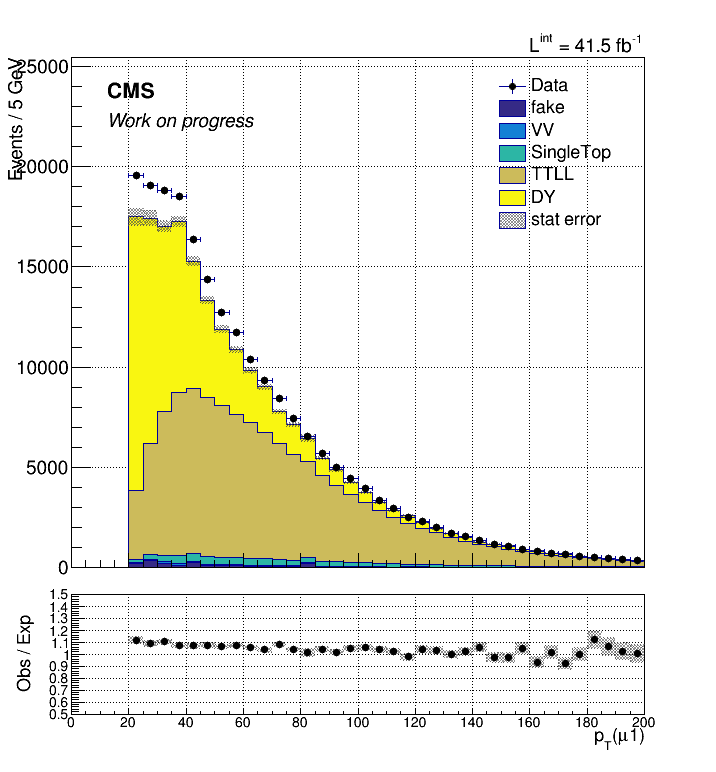 L^int = 41.5 fb^-1
Events / 5 GeV
25000
20000
15000
10000
5000
0
CMS
Work on progress
Data
fake
VV
SingleTop
TTLL
DY
stat error
Obs / Exp
1.5
1.4
1.3
1.2
1.1
1
0.9
0.8
0.7
0.6
0.5
0 20 40 60 80 100 120 140 160 180 200
p_T(μ1)